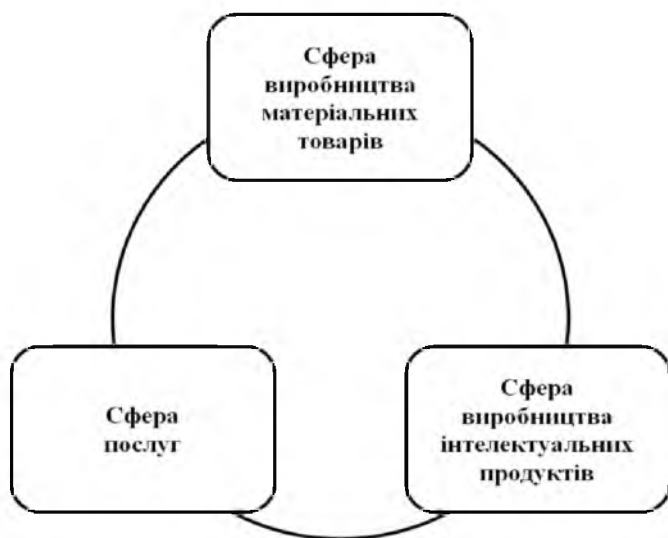 Сфера
виробництва
матеріальних
товарів
Сфера
послуг
Сфера
виробництва
інтелектуальних
продуктів